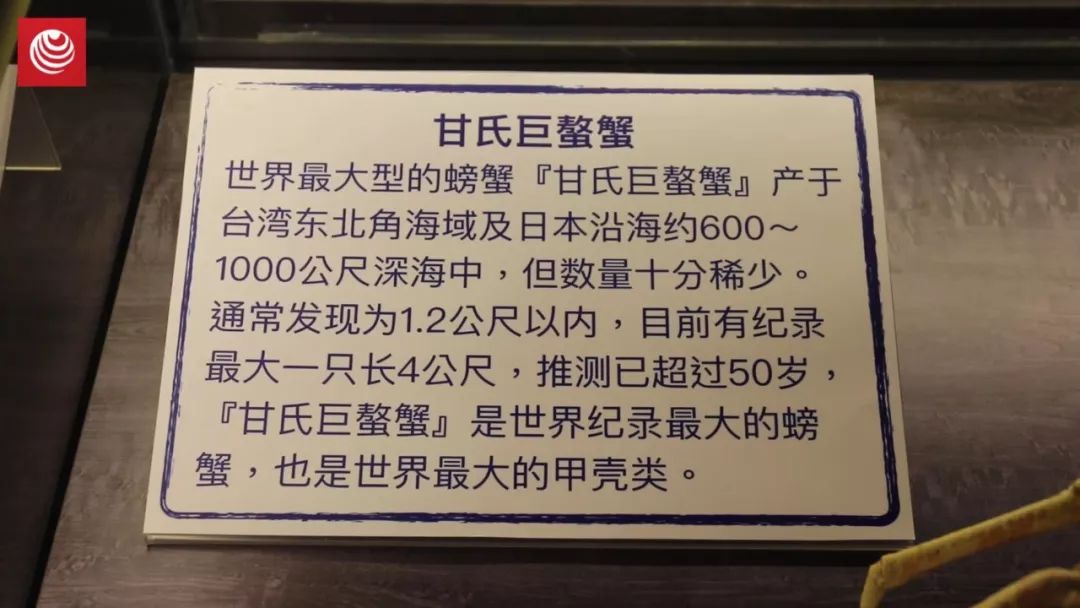 甘氏巨螯蟹
世界最大型的螃蟹『甘氏巨螯蟹』产于
台湾东北角海域及日本沿海约600～
1000公尺深海中，但数量十分稀少。
通常发现为1.2公尺以内，目前有纪录
最大一只长4公尺，推测已超过50岁，
『甘氏巨螯蟹』是世界纪录最大的螃
蟹，也是世界最大的甲壳类。